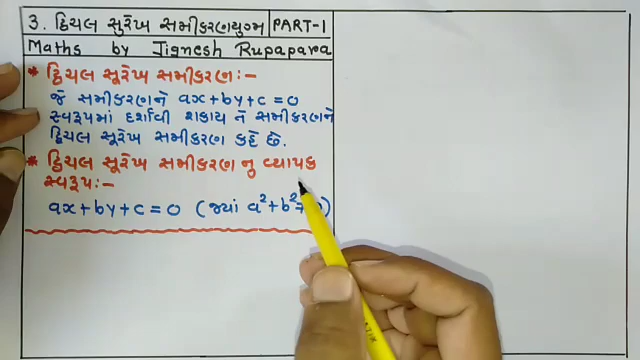 3. દ્વિચલ સુરેખ સમીકરણયુગ્મ PART-1
Maths by Jignesh Rupapara
* દ્વિચલ સુરેખ સમીકરણ:-
જે સમીકરણને ax+by+c=0
સ્વરૂપમાં દર્શાવી શકાય તે સમીકરણને
દ્વિચલ સુરેખ સમીકરણ કહે છે.
* દ્વિચલ સુરેખ સમીકરણ નુ વ્યાપક
સ્વરૂપ:-
ax+by+c=0 (જ્યાં a²+b²